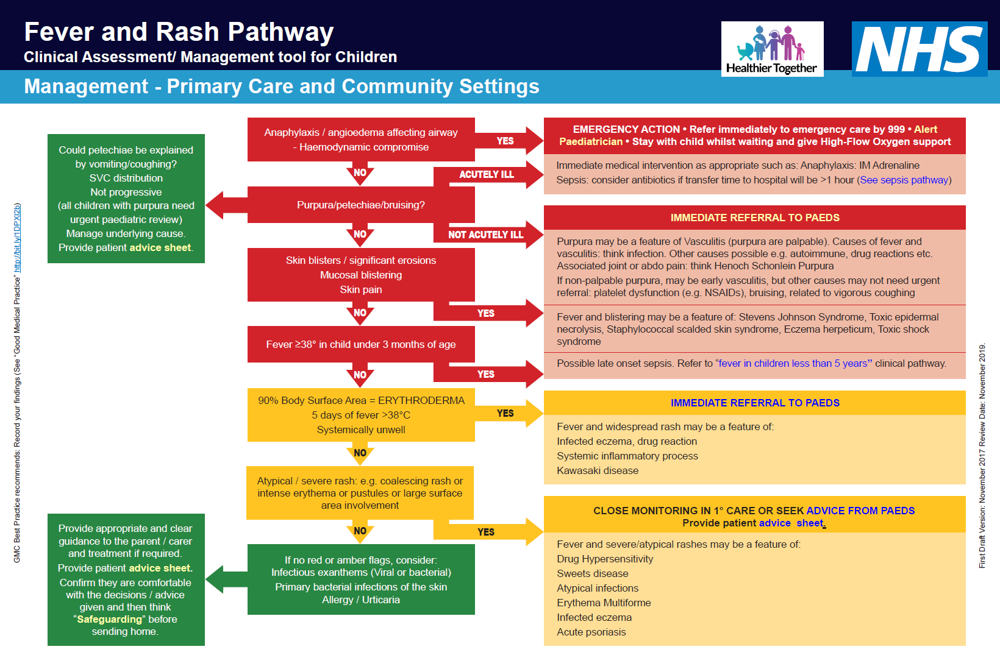 Fever and Rash Pathway
Clinical Assessment/ Management tool for Children
Healthier Together
NHS
Management - Primary Care and Community Settings
GMC Best Practice recommends: Record your findings (See “Good Medical Practice” http://bit.ly/1DPXl2b)
Could petechiae be explained
by vomiting/coughing?
SVC distribution
Not progressive
(all children with purpura need
urgent paediatric review)
Manage underlying cause.
Provide patient advice sheet.
Anaphylaxis / angioedema affecting airway
- Haemodynamic compromise
YES
EMERGENCY ACTION • Refer immediately to emergency care by 999 • Alert
Paediatrician • Stay with child whilst waiting and give High-Flow Oxygen support
Immediate medical intervention as appropriate such as: Anaphylaxis: IM Adrenaline
Sepsis: consider antibiotics if transfer time to hospital will be >1 hour (See sepsis pathway)
NO
ACUTELY ILL
Purpura/petechiae/bruising?
NO
NOT ACUTELY ILL
IMMEDIATE REFERRAL TO PAEDS
Purpura may be a feature of Vasculitis (purpura are palpable). Causes of fever and
vasculitis: think infection. Other causes possible e.g. autoimmune, drug reactions etc.
Associated joint or abdo pain: think Henoch Schonlein Purpura
If non-palpable purpura, may be early vasculitis, but other causes may not need urgent
referral: platelet dysfunction (e.g. NSAIDs), bruising, related to vigorous coughing
Skin blisters / significant erosions
Mucosal blistering
Skin pain
NO
YES
Fever and blistering may be a feature of: Stevens Johnson Syndrome, Toxic epidermal
necrolysis, Staphylococcal scalded skin syndrome, Eczema herpeticum, Toxic shock
syndrome
Fever ≥38° in child under 3 months of age
NO
YES
Possible late onset sepsis. Refer to “fever in children less than 5 years” clinical pathway.
90% Body Surface Area = ERYTHRODERMA
5 days of fever >38°C
Systemically unwell
YES
IMMEDIATE REFERRAL TO PAEDS
Fever and widespread rash may be a feature of:
Infected eczema, drug reaction
Systemic inflammatory process
Kawasaki disease
NO
Atypical / severe rash: e.g. coalescing rash or
intense erythema or pustules or large surface
area involvement
NO
YES
CLOSE MONITORING IN 1° CARE OR SEEK ADVICE FROM PAEDS
Provide patient advice sheet.
Fever and severe/atypical rashes may be a feature of:
Drug Hypersensitivity
Sweets disease
Atypical infections
Erythema Multiforme
Infected eczema
Acute psoriasis
If no red or amber flags, consider:
Infectious exanthems (Viral or bacterial)
Primary bacterial infections of the skin
Allergy / Urticaria
Provide appropriate and clear
guidance to the parent / carer
and treatment if required.
Provide patient advice sheet.
Confirm they are comfortable
with the decisions / advice
given and then think
“Safeguarding” before
sending home.
First Draft Version: November 2017 Review Date: November 2019.